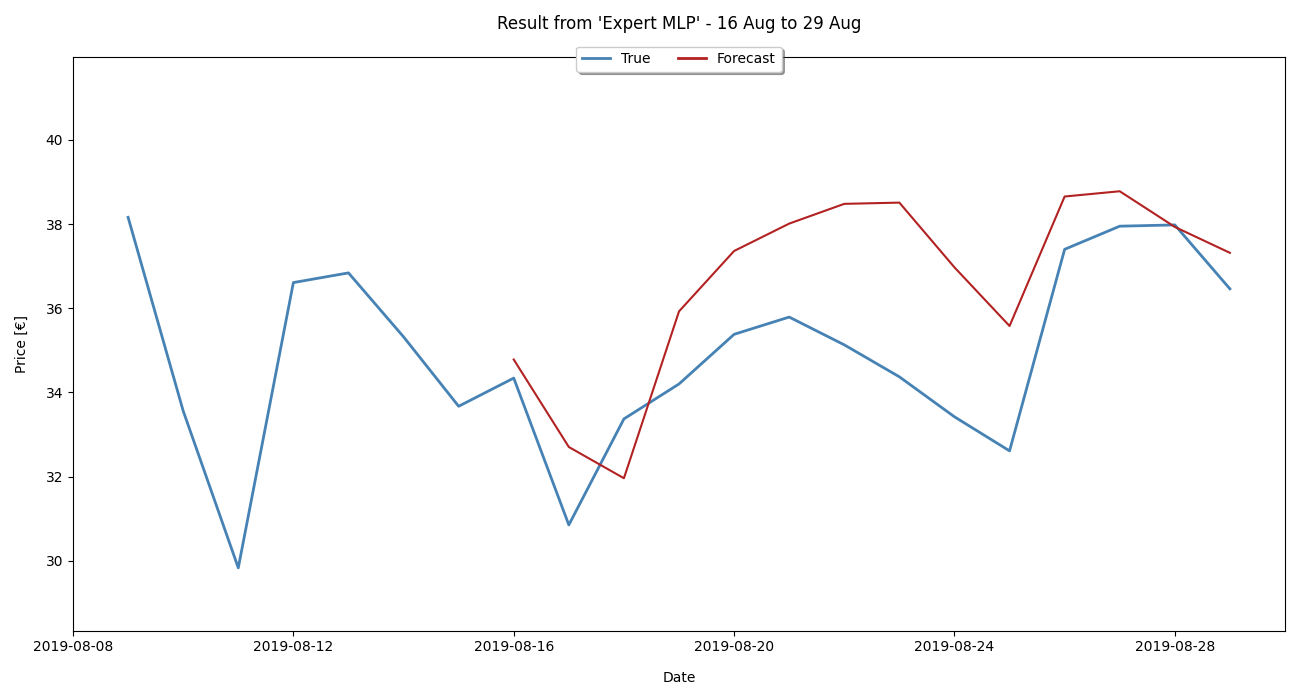 Result from 'Expert MLP' - 16 Aug to 29 Aug
True Forecast
40
38
36
34
32
30
Price [€]
2019-08-08 2019-08-12 2019-08-16 2019-08-20 2019-08-24 2019-08-28
Date